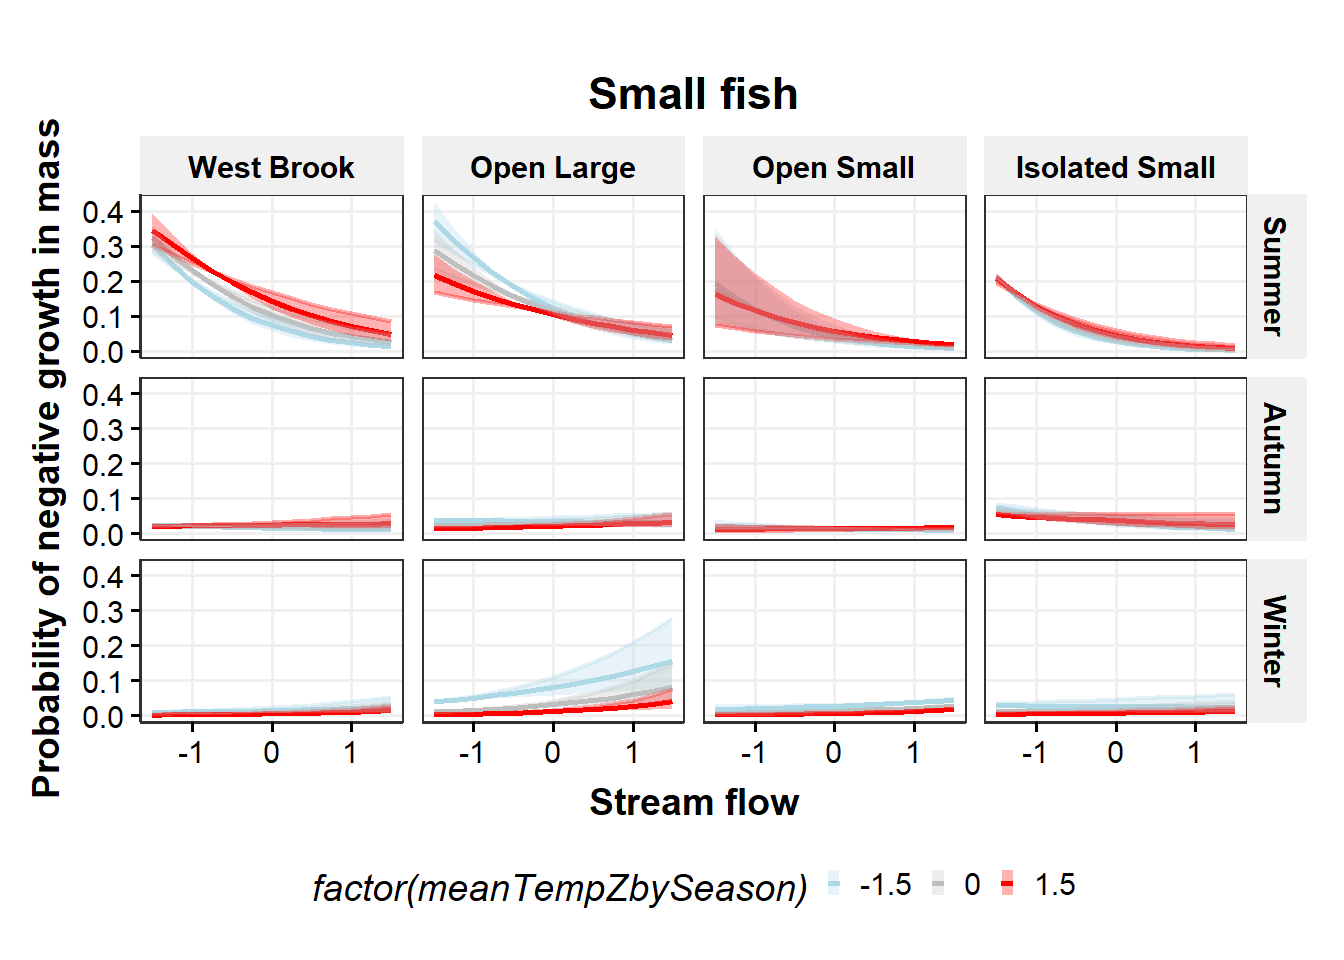 Small fish
Probability of negative growth in mass
West Brook Open Large Open Small Isolated Small
0.4
0.3
0.2
0.1
0.0
Summer
0.4
0.3
0.2
0.1
0.0
Autumn
0.4
0.3
0.2
0.1
0.0
Winter
-1 0 1 -1 0 1 -1 0 1 -1 0 1
Stream flow
factor(meanTempZbySeason) -1.5 0 1.5